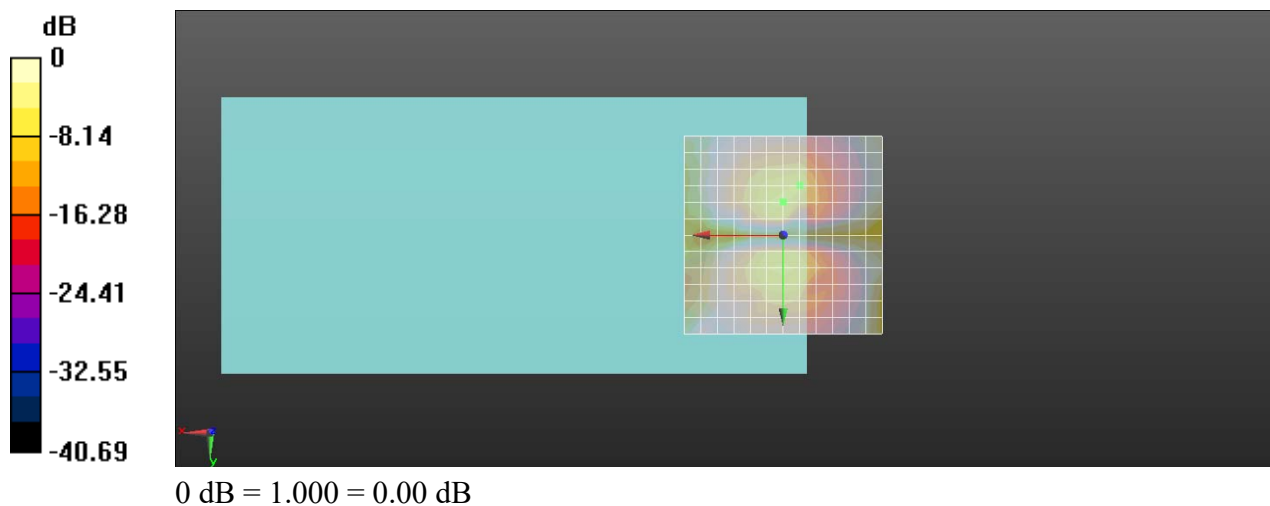 dB
0
-8.14
-16.28
-24.41
-32.55
-40.69
x
y
0 dB = 1.000 = 0.00 dB